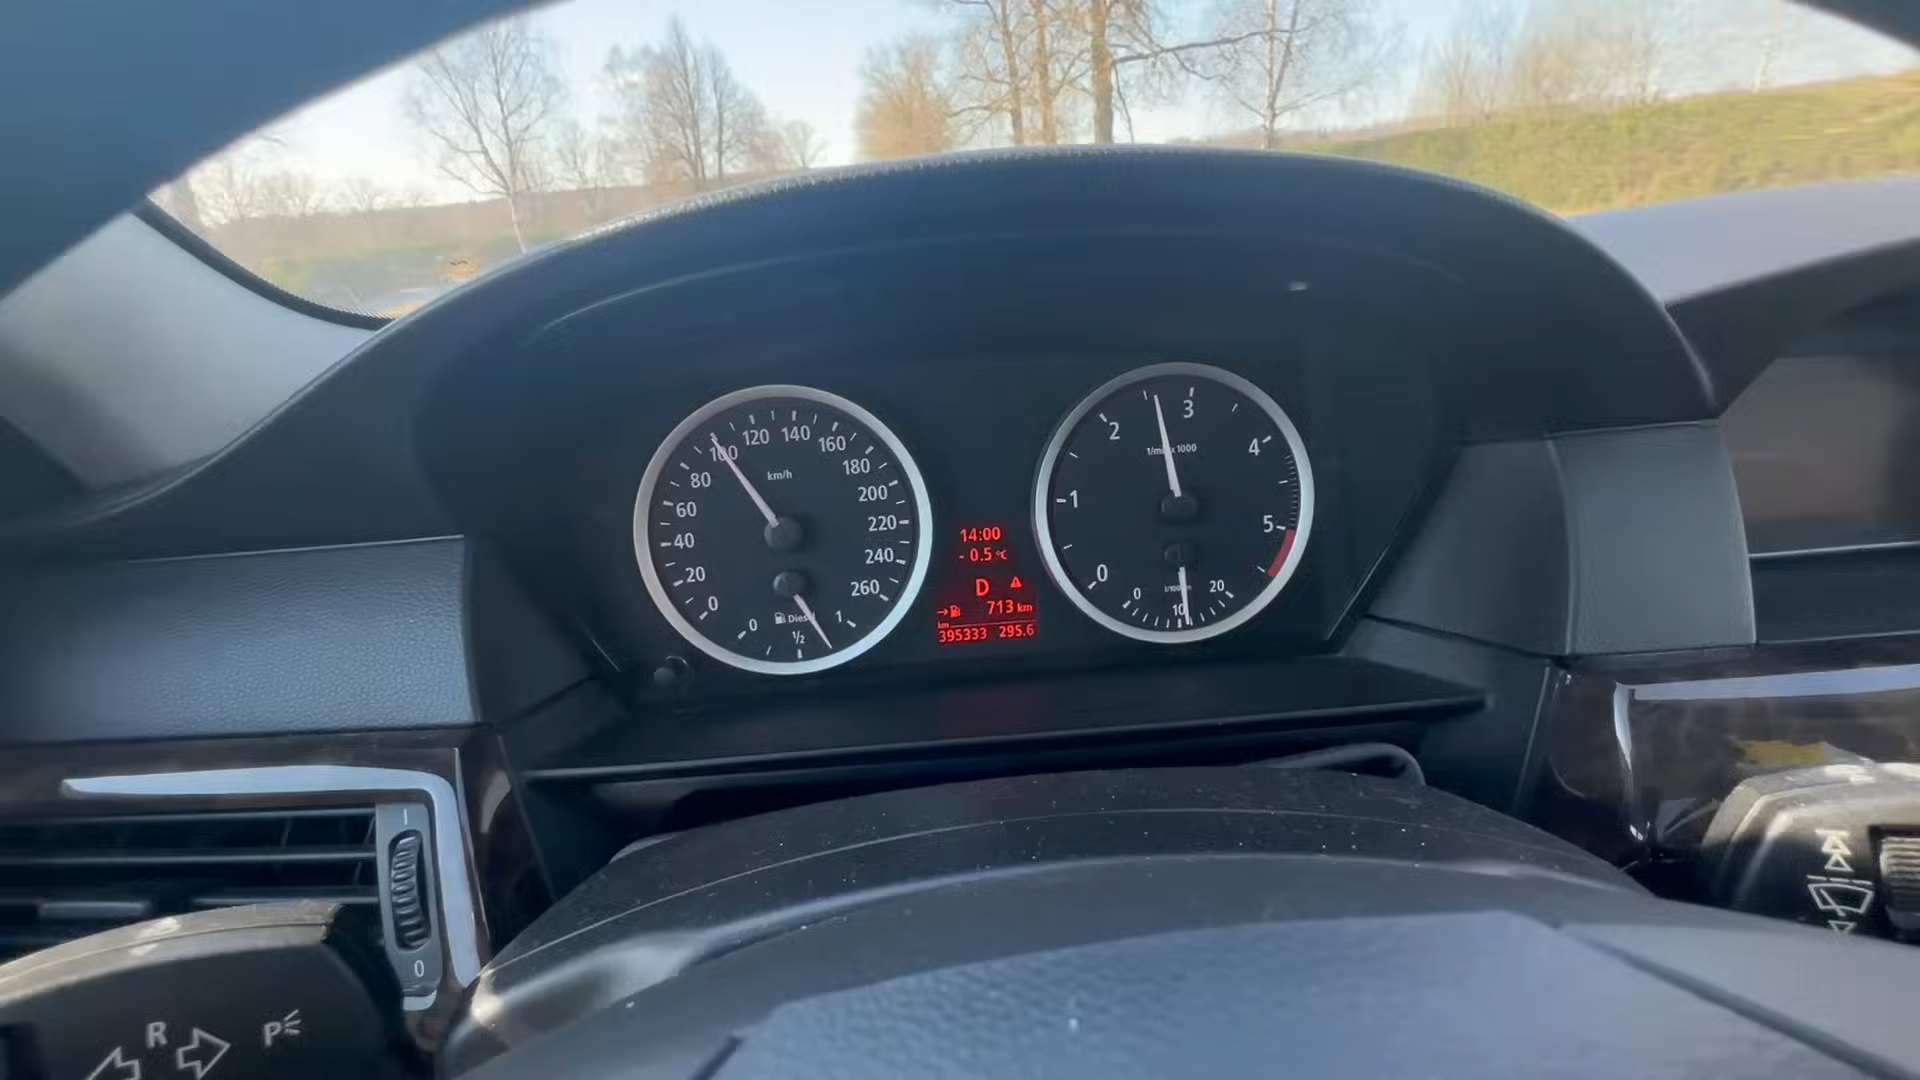 120 140
100 160
80 km/h 180
60 200
40 220
20 240
0 260
0 Diesel 1
1/2
14:00
- 0.5 °C
D
713 km
km
395333 295.6
2 3
1 4
0 5
0 20
10
1
0
R P